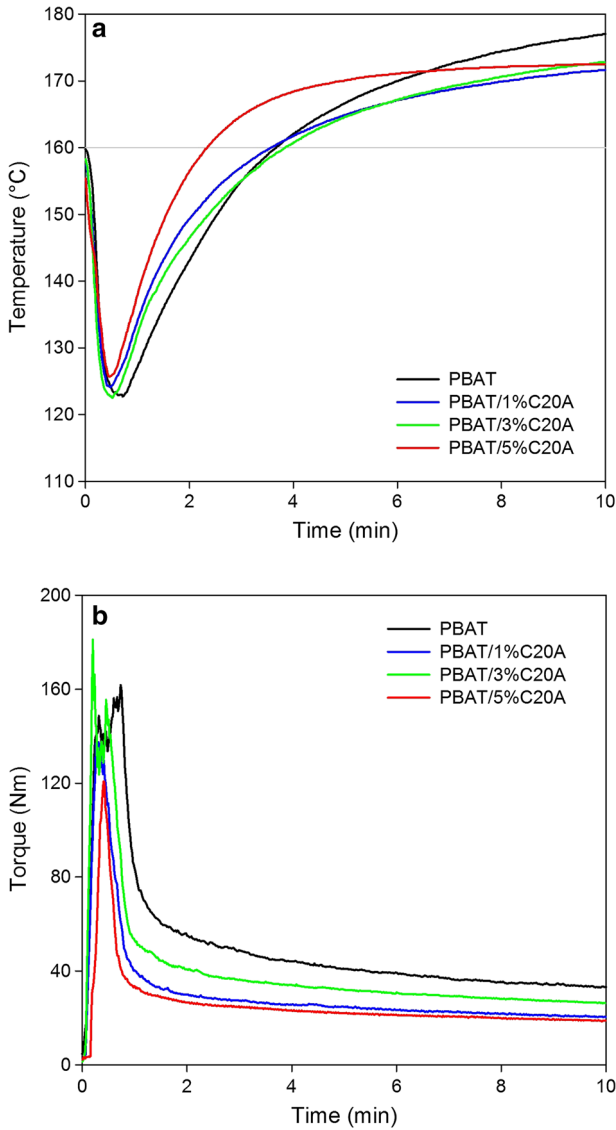 a
180
170
160
150
140
130
120
110
Temperature (°C)
PBAT
PBAT/1%C20A
PBAT/3%C20A
PBAT/5%C20A
0 2 4 6 8 10
Time (min)
b
200
160
120
80
40
0
Torque (Nm)
PBAT
PBAT/1%C20A
PBAT/3%C20A
PBAT/5%C20A
0 2 4 6 8 10
Time (min)